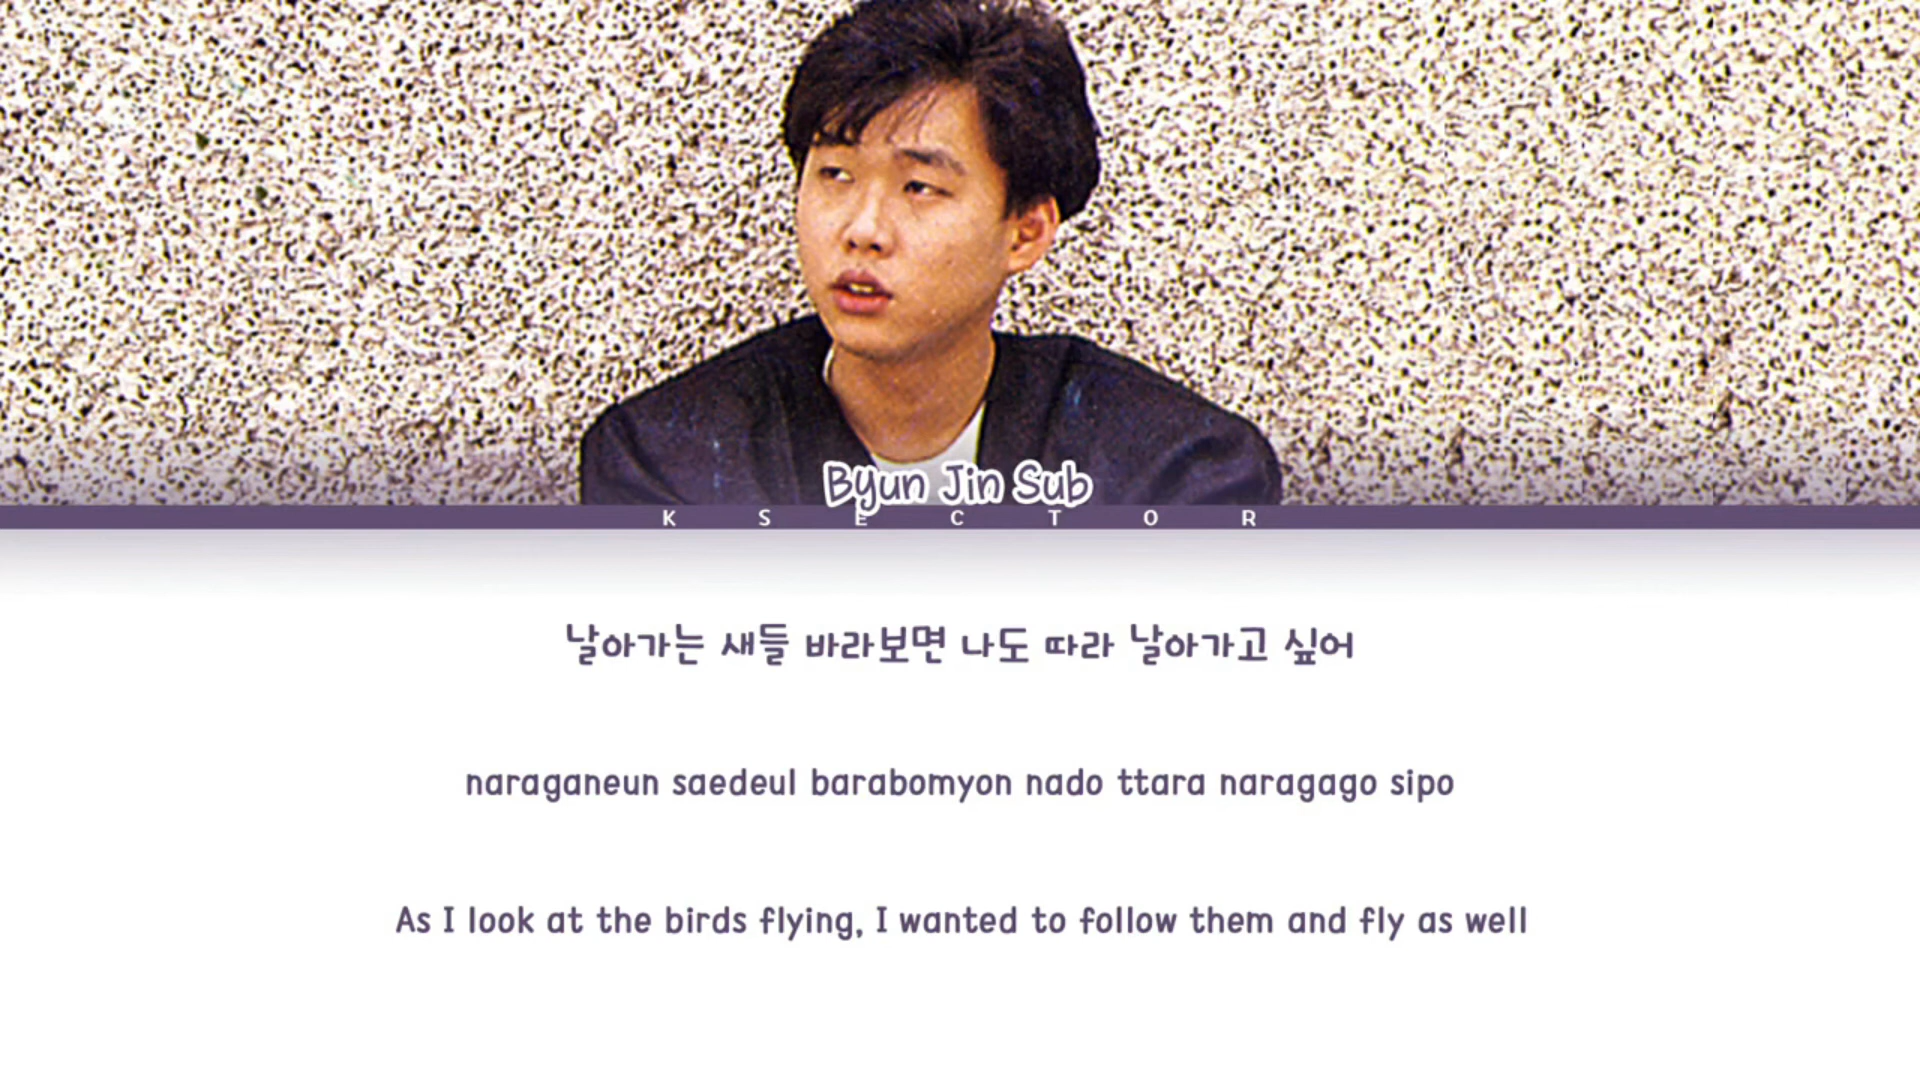 Byun Jin Sub
K S E C T O R
날아가는 새들 바라보면 나도 따라 날아가고 싶어
naraganeun saedeul barabomyon nado ttara naragago sipo
As I look at the birds flying, I wanted to follow them and fly as well